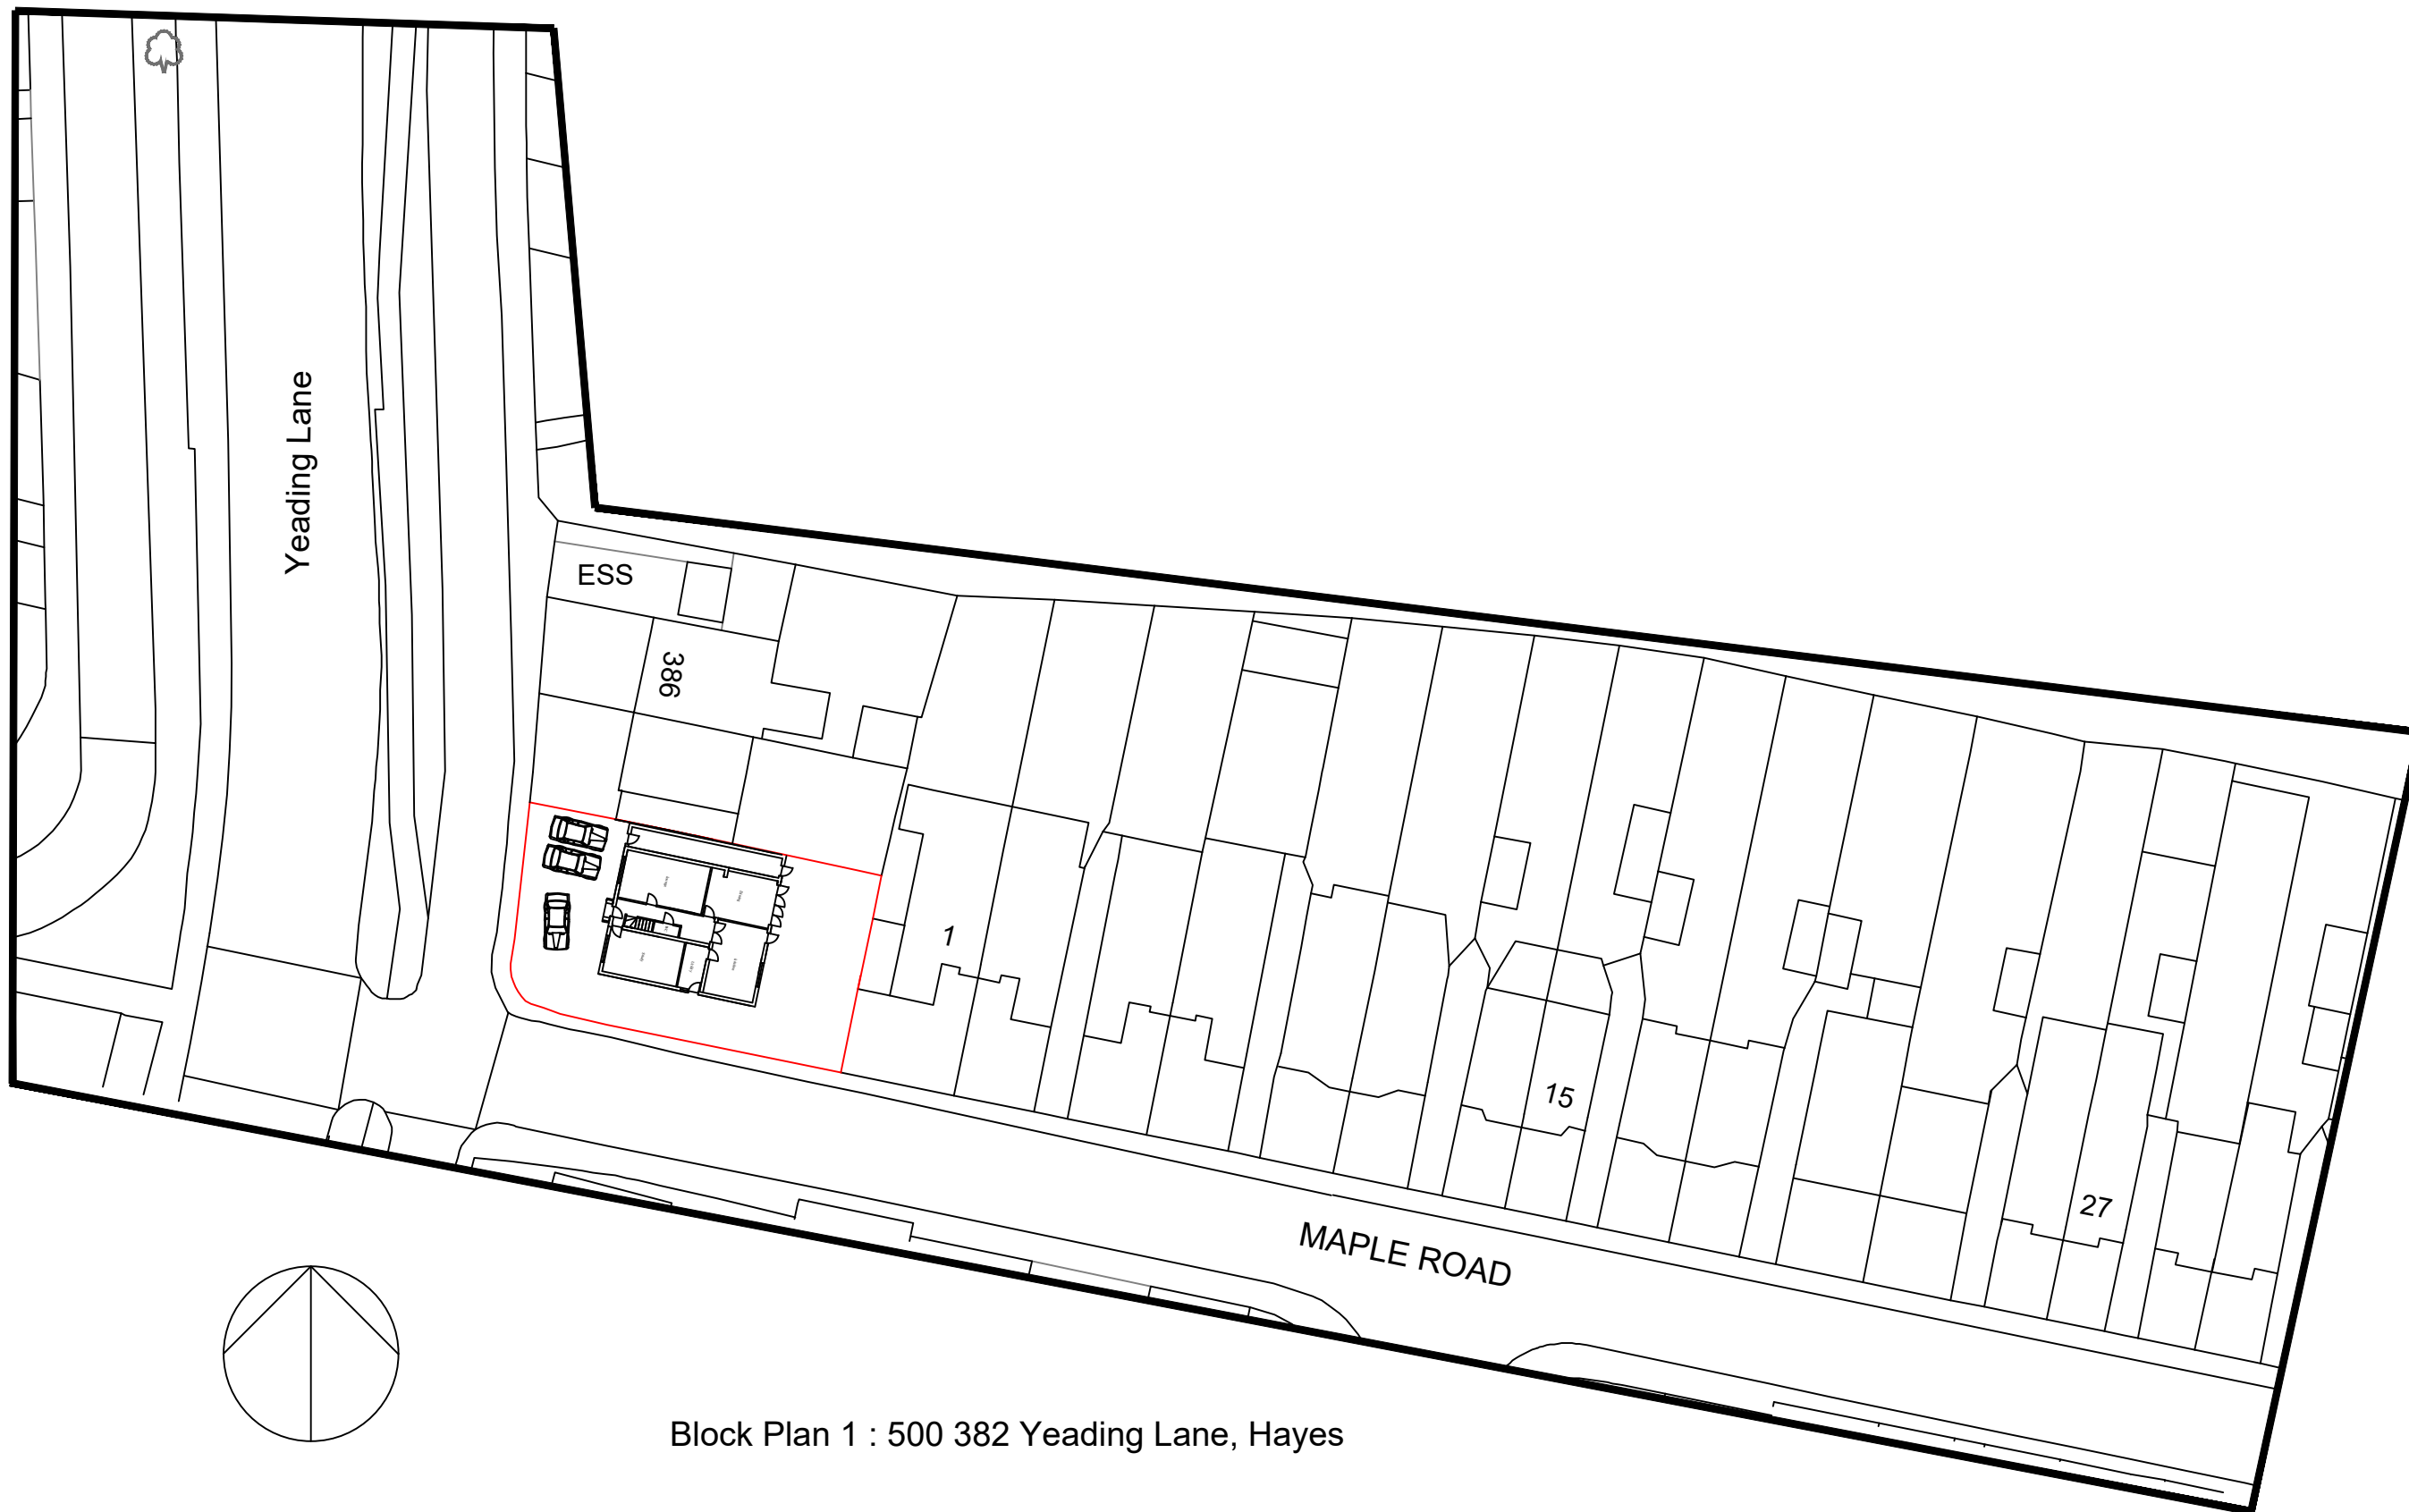 Yeading Lane
ESS
386
1
15
27
MAPLE ROAD
Block Plan 1 : 500 382 Yeading Lane, Hayes